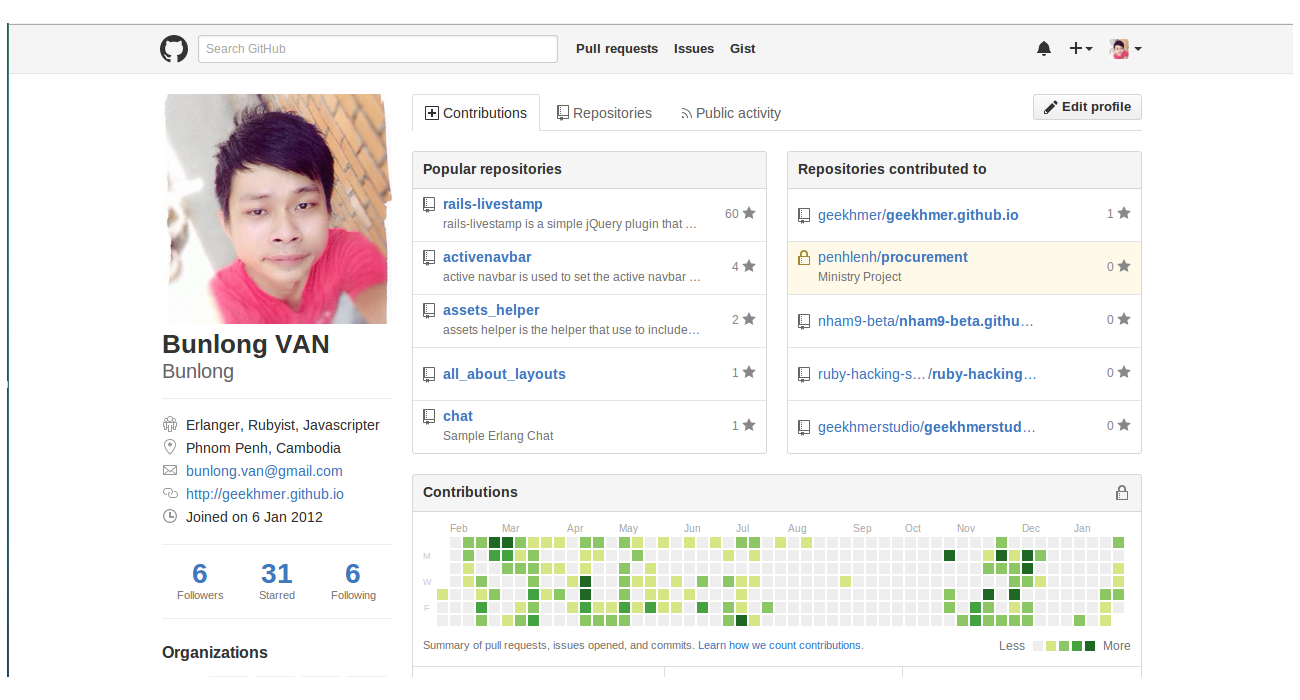 Search GitHub Pull requests Issues Gist
Contributions Repositories Public activity Edit profile
Bunlong VAN
Bunlong
Erlanger, Rubyist, Javascripter
Phnom Penh, Cambodia
bunlong.van@gmail.com
http://geekhmer.github.io
Joined on 6 Jan 2012
6 31 6
Followers Starred Following
Organizations
Popular repositories
rails-livestamp
rails-livestamp is a simple jQuery plugin that …
60
activenavbar
active navbar is used to set the active navbar …
4
assets_helper
assets helper is the helper that use to include…
2
all_about_layouts
1
chat
Sample Erlang Chat
1
Repositories contributed to
geekhmer/geekhmer.github.io
1
penhlenh/procurement
Ministry Project
0
nham9-beta/nham9-beta.githu…
0
ruby-hacking-s…/ruby-hacking…
0
geekhmerstudio/geekhmerstud…
0
Contributions
Feb Mar Apr May Jun Jul Aug Sep Oct Nov Dec Jan
M
W
F
Summary of pull requests, issues opened, and commits. Learn how we count contributions.
Less More